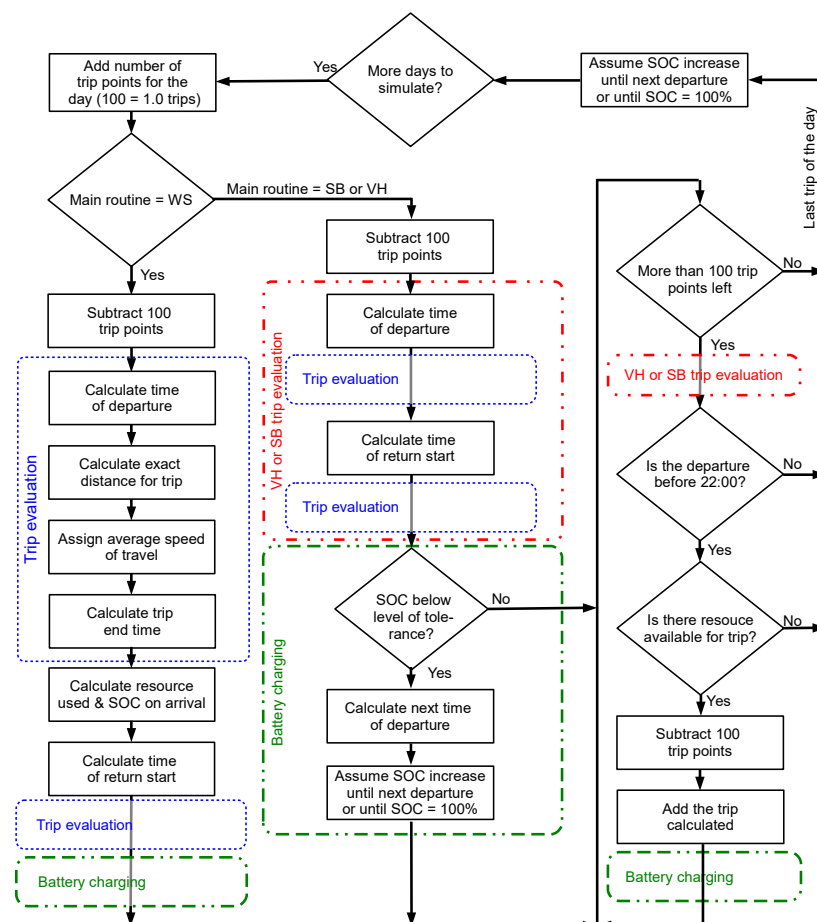 Add number of
trip points for the
day (100 = 1.0 trips)
Yes
More days to
simulate?
Assume SOC increase
until next departure
or until SOC = 100%
Last trip of the day
Main routine = WS
Main routine = SB or VH
Yes
Subtract 100
trip points
Trip evaluation
Calculate time
of departure
Calculate exact
distance for trip
Assign average speed
of travel
Calculate trip
end time
Calculate resource
used & SOC on arrival
Calculate time
of return start
Trip evaluation
Battery charging
Subtract 100
trip points
VH or SB trip evaluation
Calculate time
of departure
Trip evaluation
Calculate time
of return start
Trip evaluation
Battery charging
SOC below
level of tole-
rance?
No
Yes
Calculate next time
of departure
Assume SOC increase
until next departure
or until SOC = 100%
More than 100 trip
points left
No
Yes
VH or SB trip evaluation
Is the departure
before 22:00?
No
Yes
Is there resouce
available for trip?
No
Yes
Subtract 100
trip points
Add the trip
calculated
Battery charging